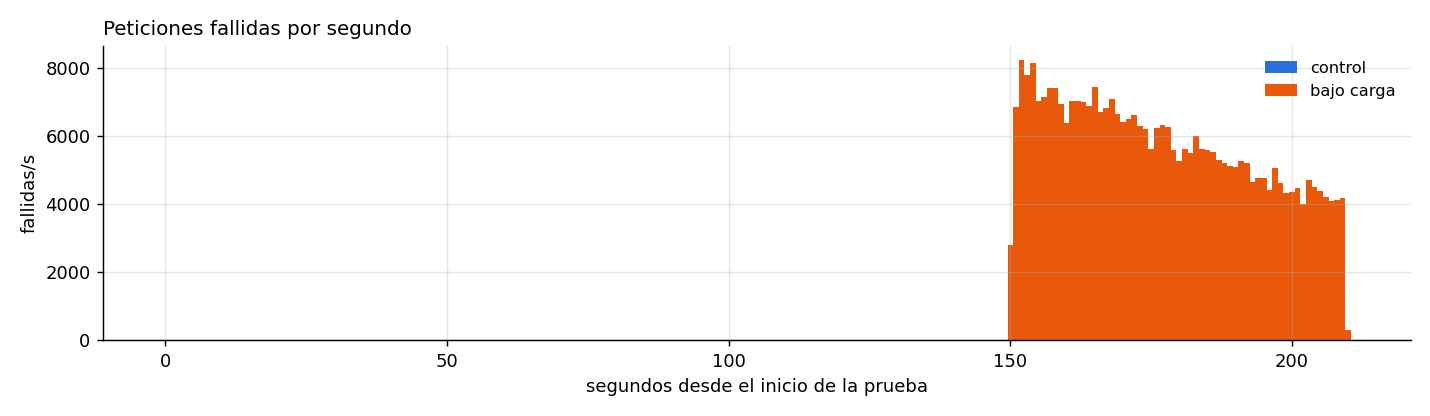 Peticiones fallidas por segundo
control
bajo carga
fallidas/s
8000
6000
4000
2000
0
0 50 100 150 200
segundos desde el inicio de la prueba